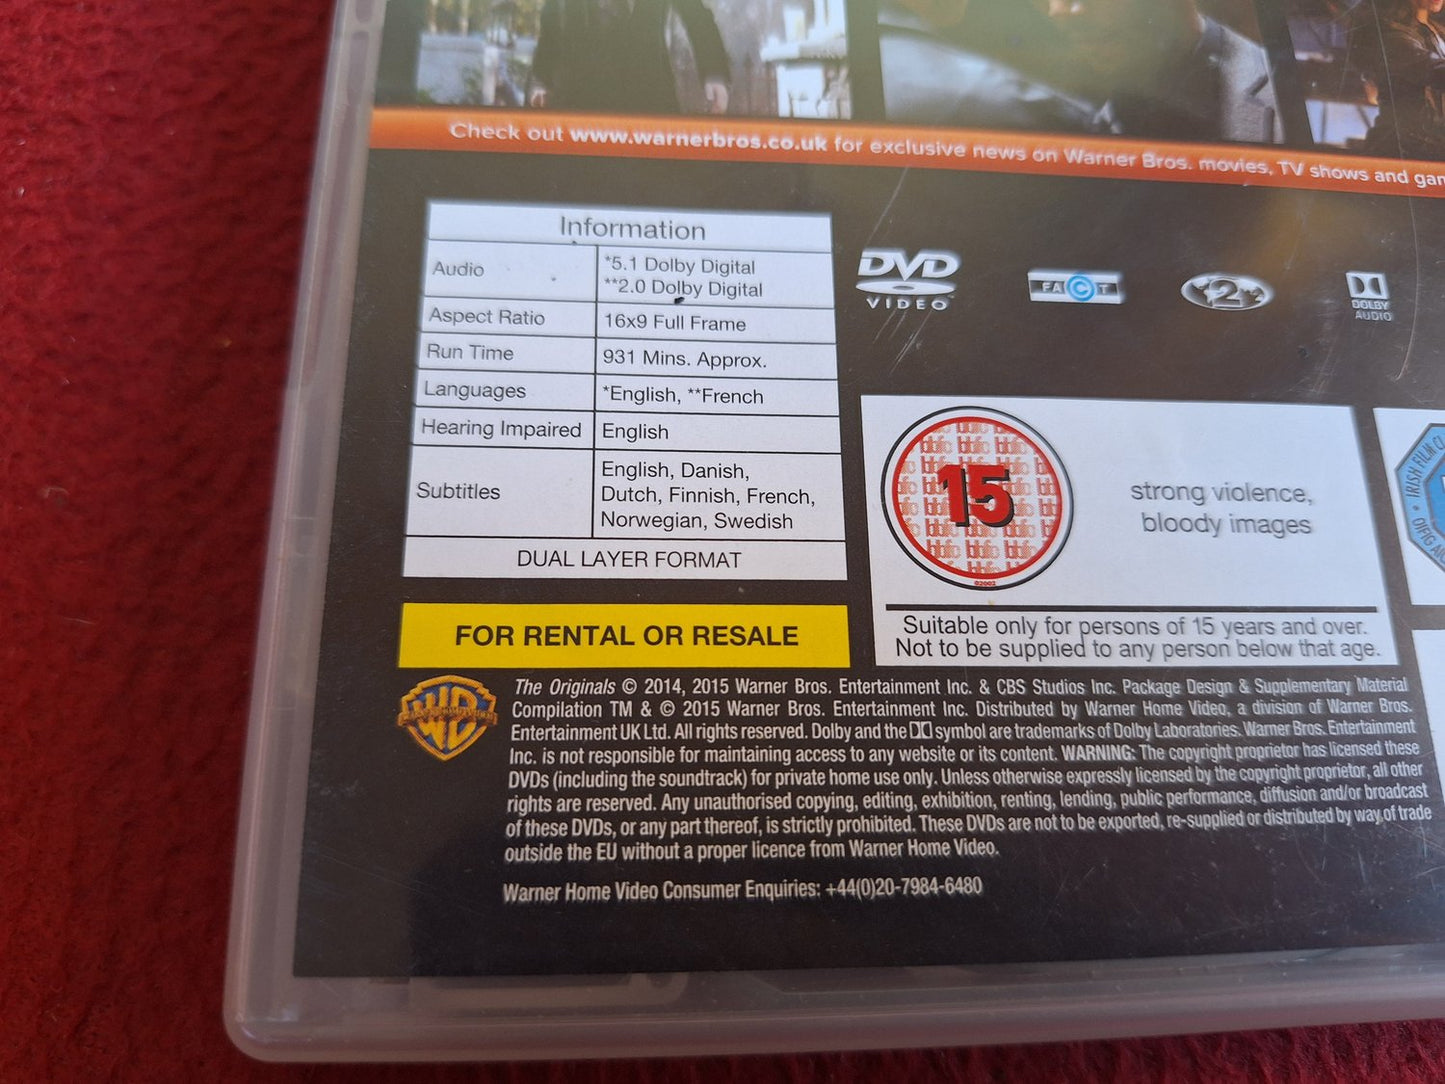 Check out www.warnerbros.co.uk for exclusive news on Warner Bros. movies, TV shows and gam
Information
Audio
*5.1 Dolby Digital
**2.0 Dolby Digital
Aspect Ratio
16x9 Full Frame
Run Time
931 Mins. Approx.
Languages
*English, **French
Hearing Impaired
English
Subtitles
English, Danish,
Dutch, Finnish, French,
Norwegian, Swedish
DUAL LAYER FORMAT
FOR RENTAL OR RESALE
DVD
VIDEO
FACT
2
DOLBY
AUDIO
15
strong violence,
bloody images
Suitable only for persons of 15 years and over.
Not to be supplied to any person below that age.
IRISH FILM CL
WB
The Originals © 2014, 2015 Warner Bros. Entertainment Inc. & CBS Studios Inc. Package Design & Supplementary Material
Compilation TM & © 2015 Warner Bros. Entertainment Inc. Distributed by Warner Home Video, a division of Warner Bros.
Entertainment UK Ltd. All rights reserved. Dolby and the DD symbol are trademarks of Dolby Laboratories. Warner Bros. Entertainment
Inc. is not responsible for maintaining access to any website or its content. WARNING: The copyright proprietor has licensed these
DVDs (including the soundtrack) for private home use only. Unless otherwise expressly licensed by the copyright proprietor, all other
rights are reserved. Any unauthorised copying, editing, exhibition, renting, lending, public performance, diffusion and/or broadcast
of these DVDs, or any part thereof, is strictly prohibited. These DVDs are not to be exported, re-supplied or distributed by way of trade
outside the EU without a proper licence from Warner Home Video.
Warner Home Video Consumer Enquiries: +44(0)20-7984-6480